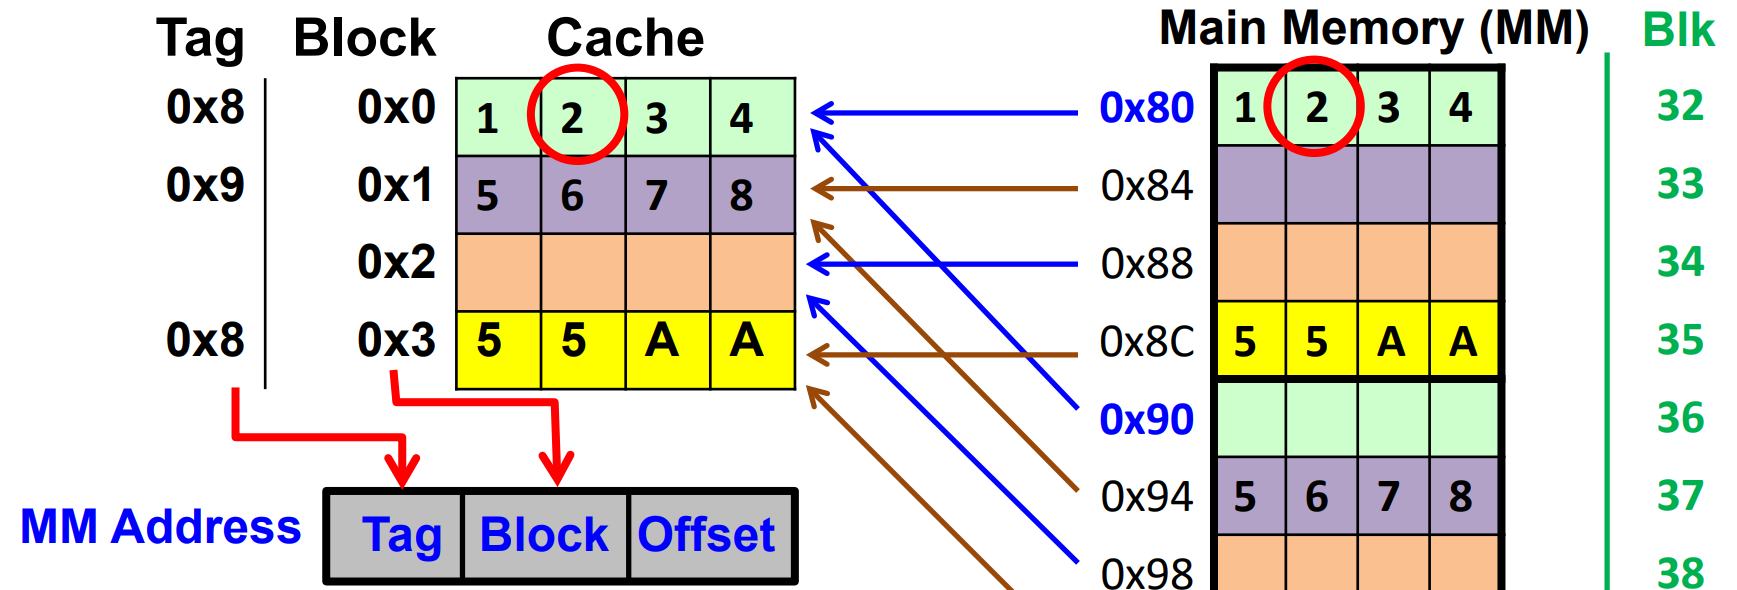 Tag Block Cache Main Memory (MM) Blk
0x8 0x0 1 2 3 4 0x80 1 2 3 4 32
0x9 0x1 5 6 7 8 0x84 33
0x2 0x88 34
0x8 0x3 5 5 A A 0x8C 5 5 A A 35
0x90 36
0x94 5 6 7 8 37
MM Address Tag Block Offset
0x98 38